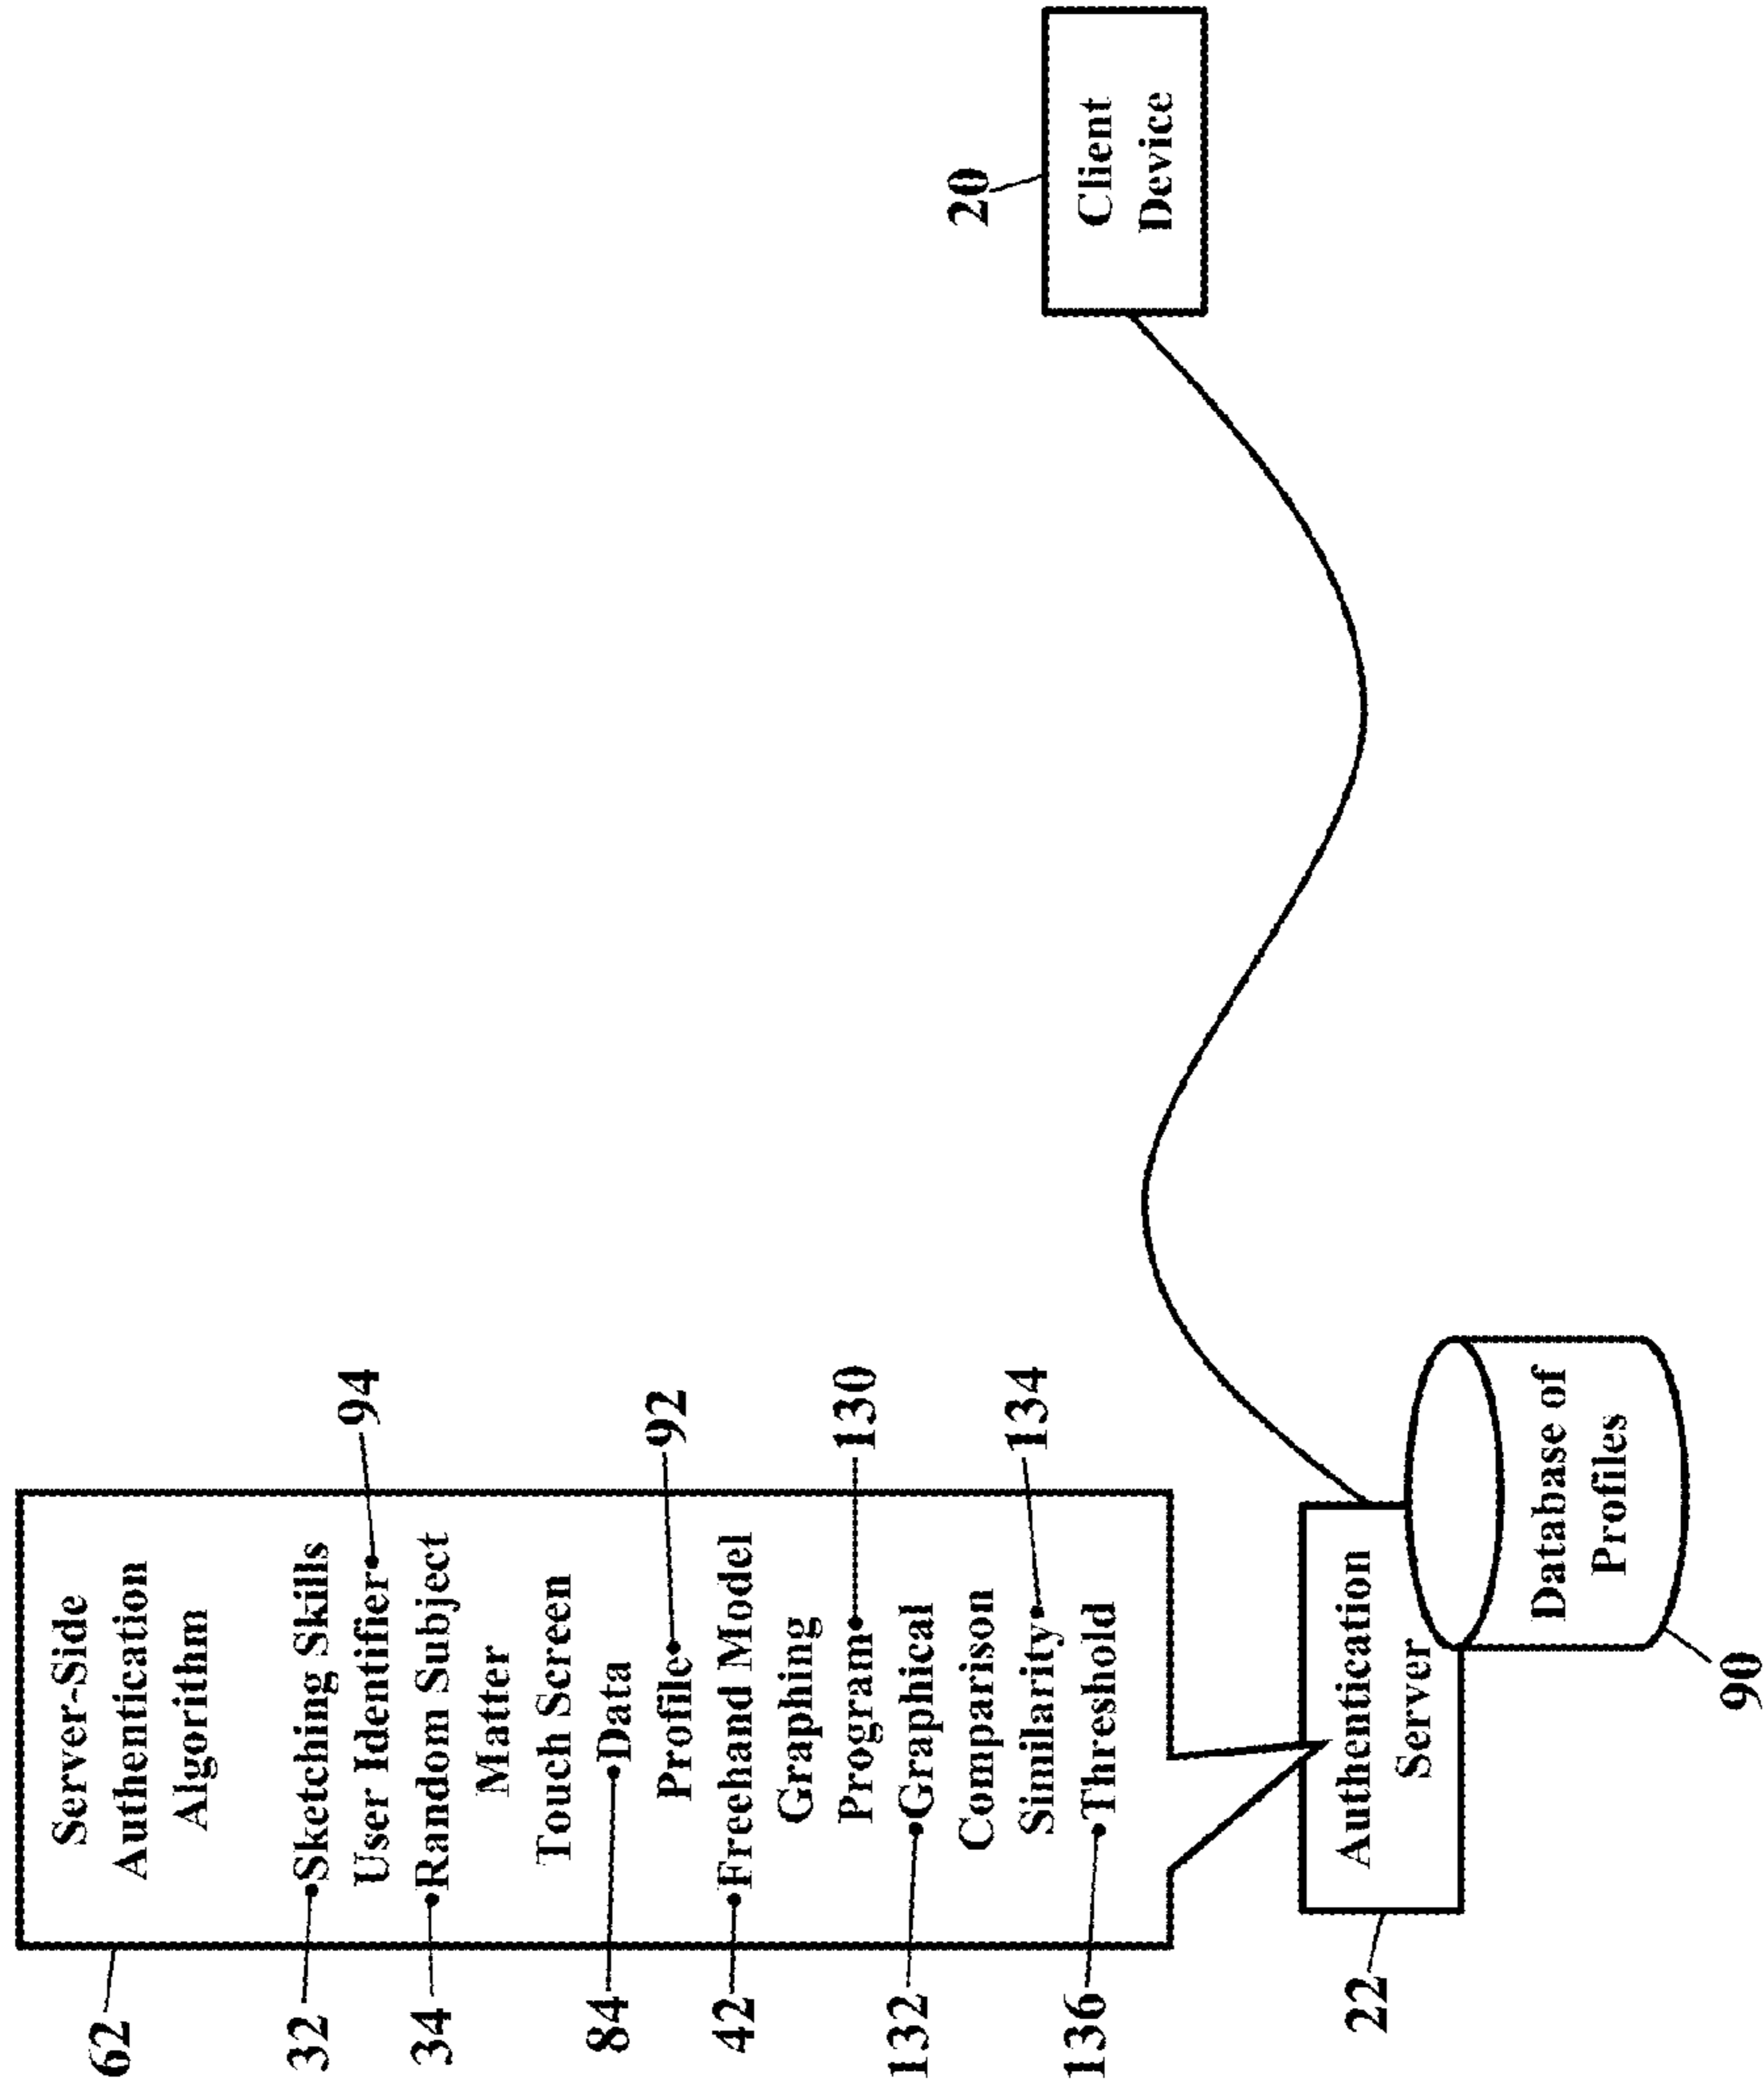 62
Server-Side
Authentication
Algorithm
32
Sketching Skills
User Identifier
94
34
Random Subject
Matter
Touch Screen
84
Data
Profile
92
42
Freehand Model
Graphing
Program
130
132
Graphical
Comparison
Similarity
134
136
Threshold
22
Authentication
Server
Database of
Profiles
90
20
Client
Device